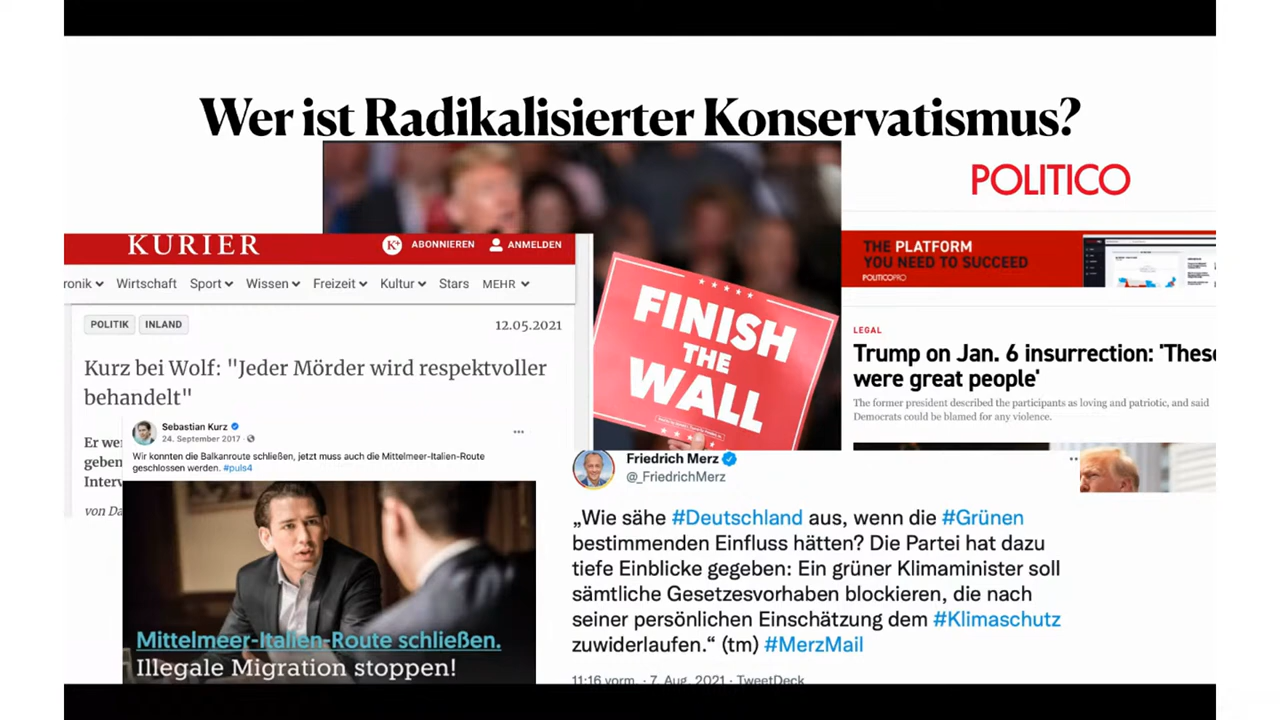 Wer ist Radikalisierter Konservatismus?
POLITICO
KURIER
K+ ABONNIEREN ANMELDEN
ronik Wirtschaft Sport Wissen Freizeit Kultur Stars MEHR
THE PLATFORM
YOU NEED TO SUCCEED
POLITICOPRO
POLITIK INLAND 12.05.2021
Kurz bei Wolf: "Jeder Mörder wird respektvoller
behandelt"
FINISH
THE
WALL
LEGAL
Trump on Jan. 6 insurrection: 'These
were great people'
The former president described the participants as loving and patriotic, and said
Democrats could be blamed for any violence.
Er we
geben
Interv
von Da
Sebastian Kurz
24. September 2017 ·
Wir konnten die Balkanroute schließen, jetzt muss auch die Mittelmeer-Italien-Route
geschlossen werden. #puls4
Mittelmeer-Italien-Route schließen.
Illegale Migration stoppen!
Friedrich Merz
@_FriedrichMerz
„Wie sähe #Deutschland aus, wenn die #Grünen
bestimmenden Einfluss hätten? Die Partei hat dazu
tiefe Einblicke gegeben: Ein grüner Klimaminister soll
sämtliche Gesetzesvorhaben blockieren, die nach
seiner persönlichen Einschätzung dem #Klimaschutz
zuwiderlaufen.“ (tm) #MerzMail
11:16 vorm. · 7. Aug. 2021 · TweetDeck